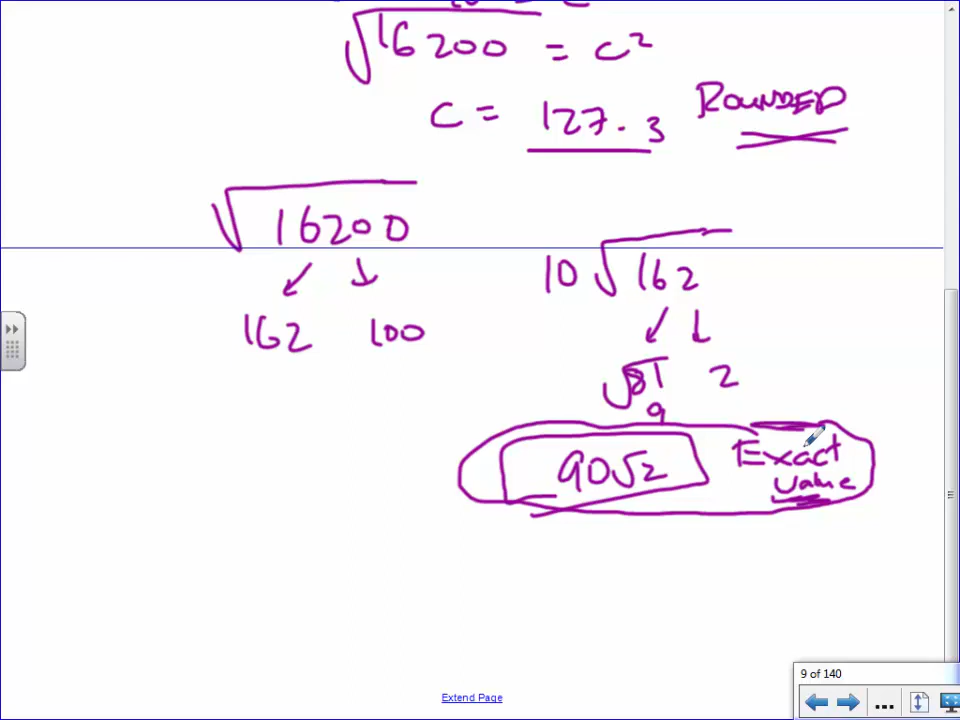 √16200 = c²
c = 127.3 ROUNDED
√16200
10√162
162 100
√81 2
9
90√2 Exact
Value
9 of 140
...
Extend Page